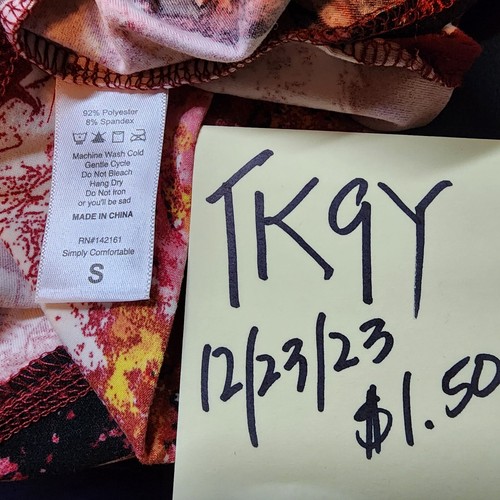 92% Polyester
8% Spandex
Machine Wash Cold
Gentle Cycle
Do Not Bleach
Hang Dry
Do Not Iron
or you'll be sad
MADE IN CHINA
RN#142161
Simply Comfortable
S
TK9Y
12/23/23
$1.50